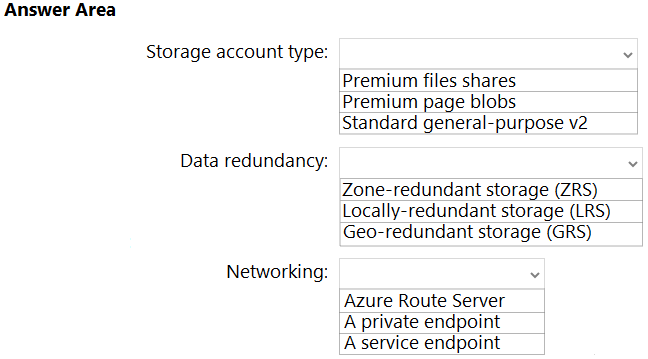 Answer Area
Storage account type:
Premium files shares
Premium page blobs
Standard general-purpose v2
Data redundancy:
Zone-redundant storage (ZRS)
Locally-redundant storage (LRS)
Geo-redundant storage (GRS)
Networking:
Azure Route Server
A private endpoint
A service endpoint